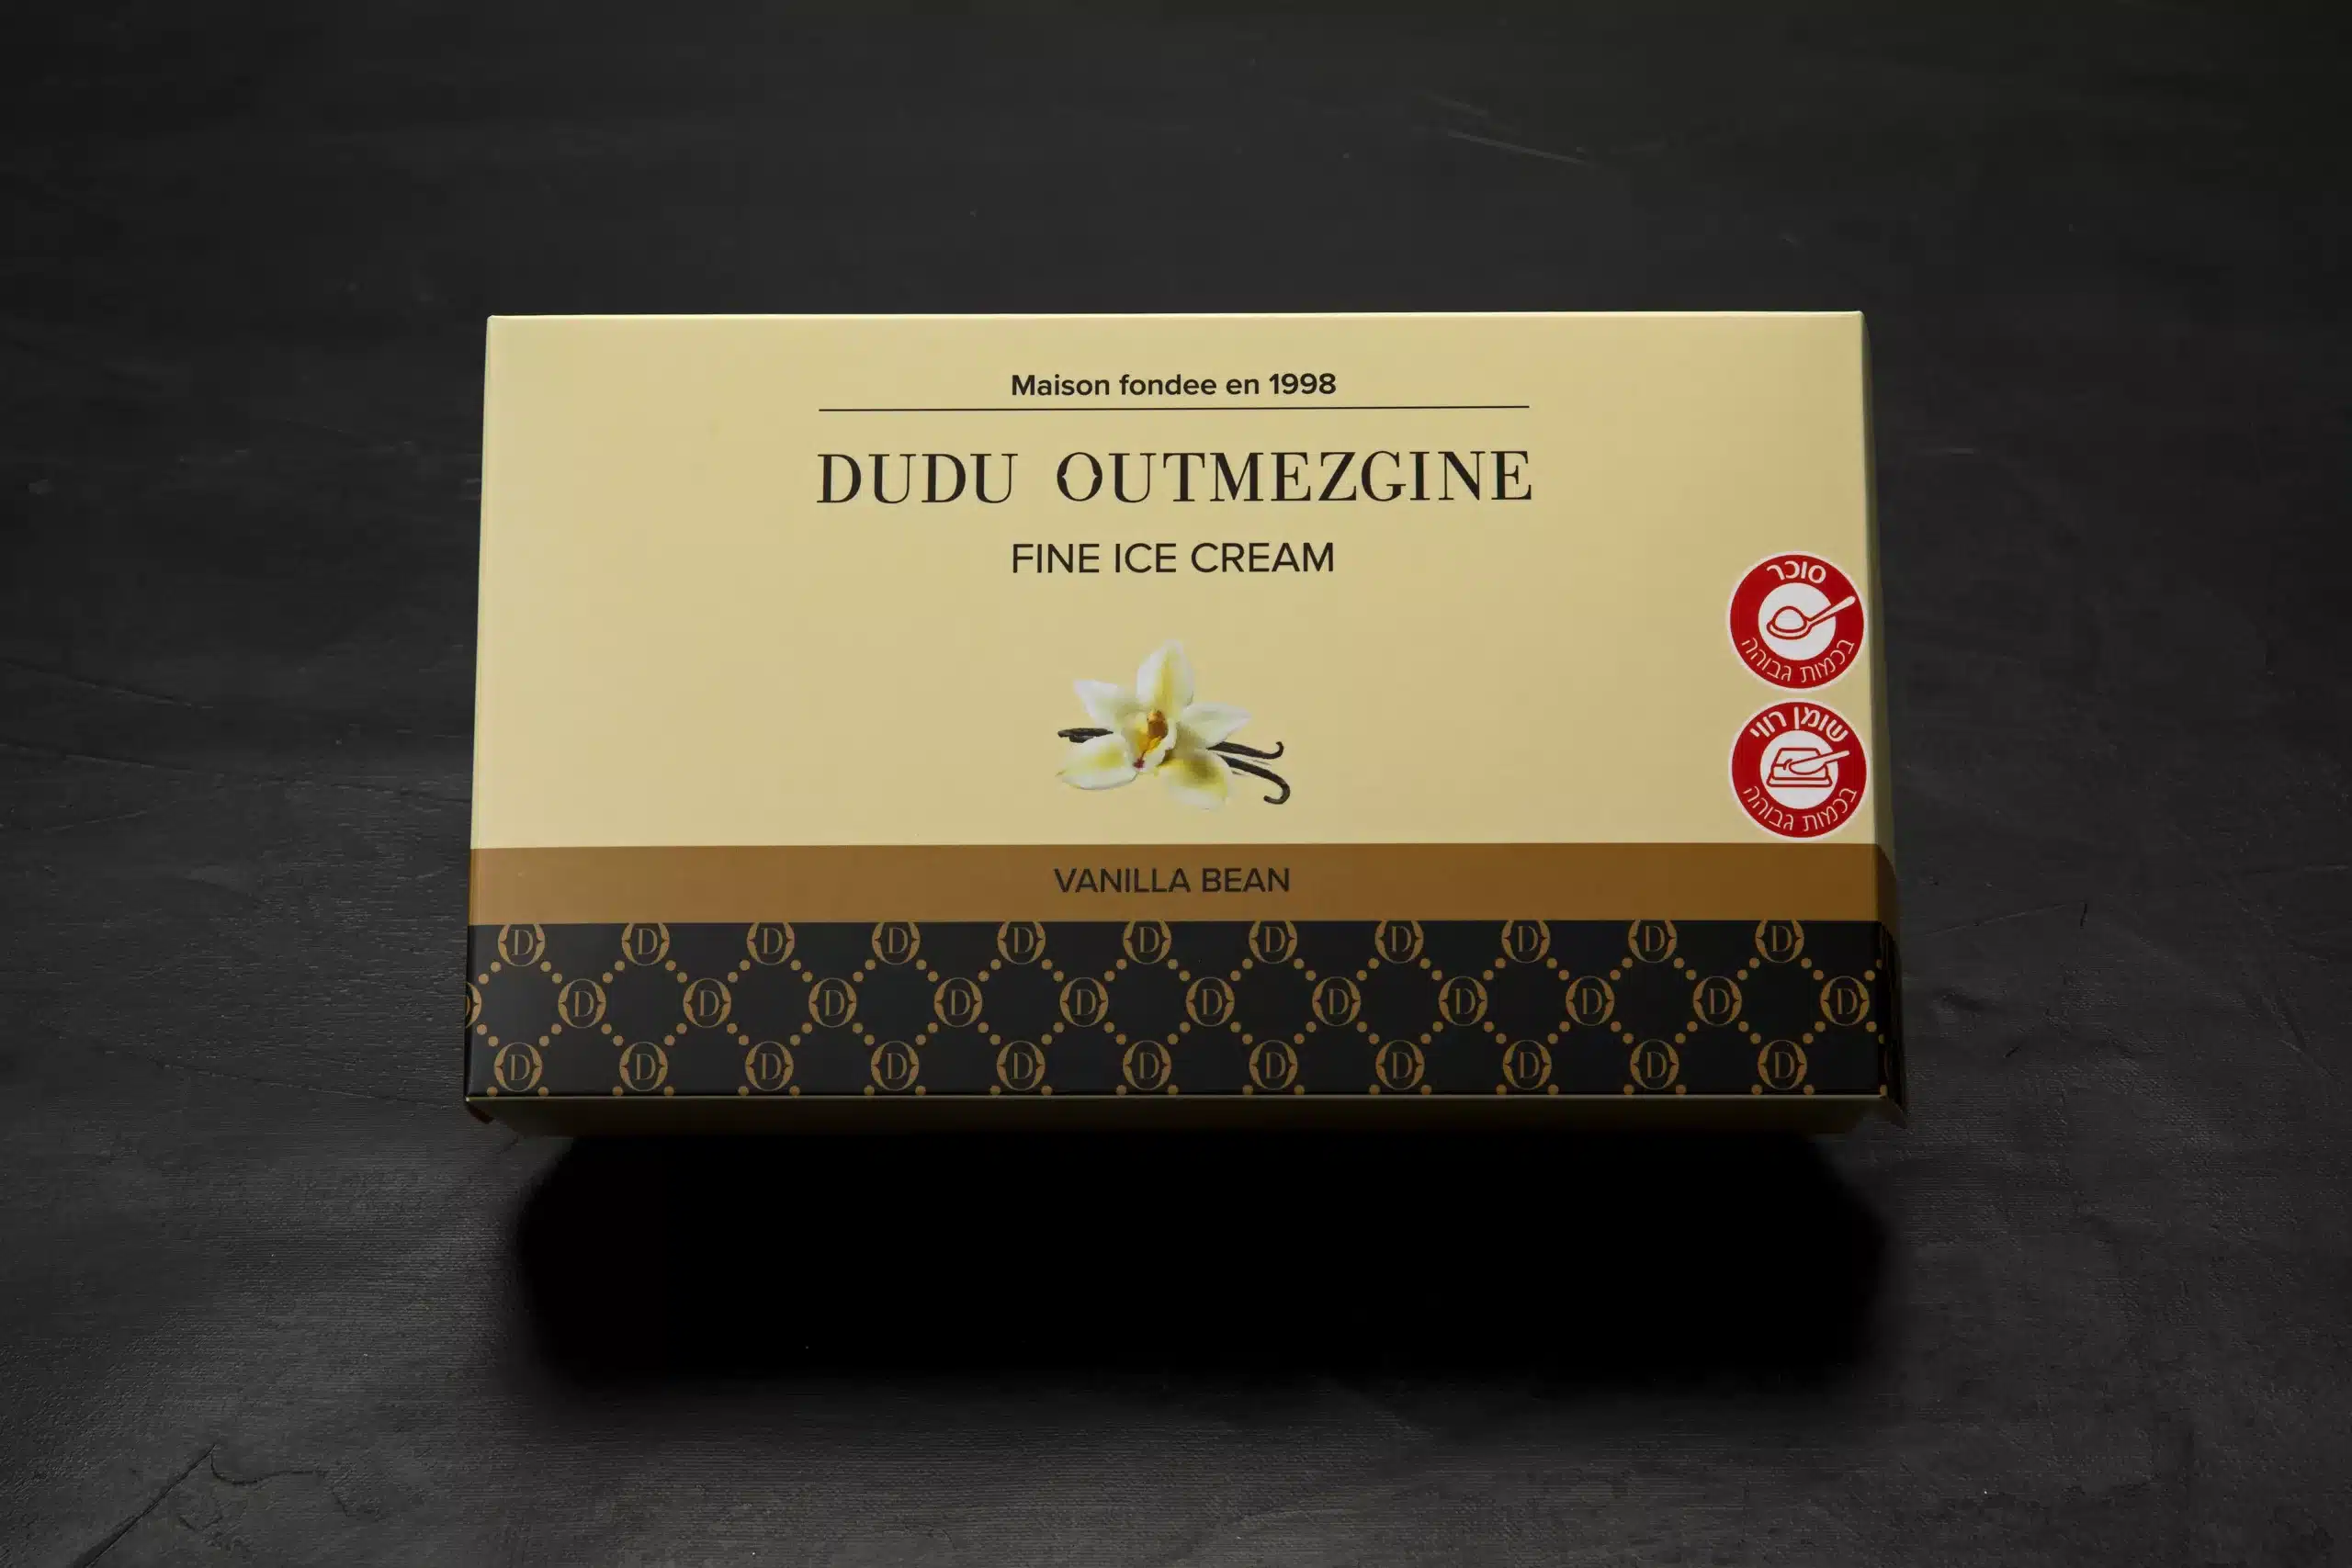 Maison fondee en 1998
DUDU OUTMEZGINE
FINE ICE CREAM
סוכר
בכמות גבוהה
שומן רווי
בכמות גבוהה
VANILLA BEAN